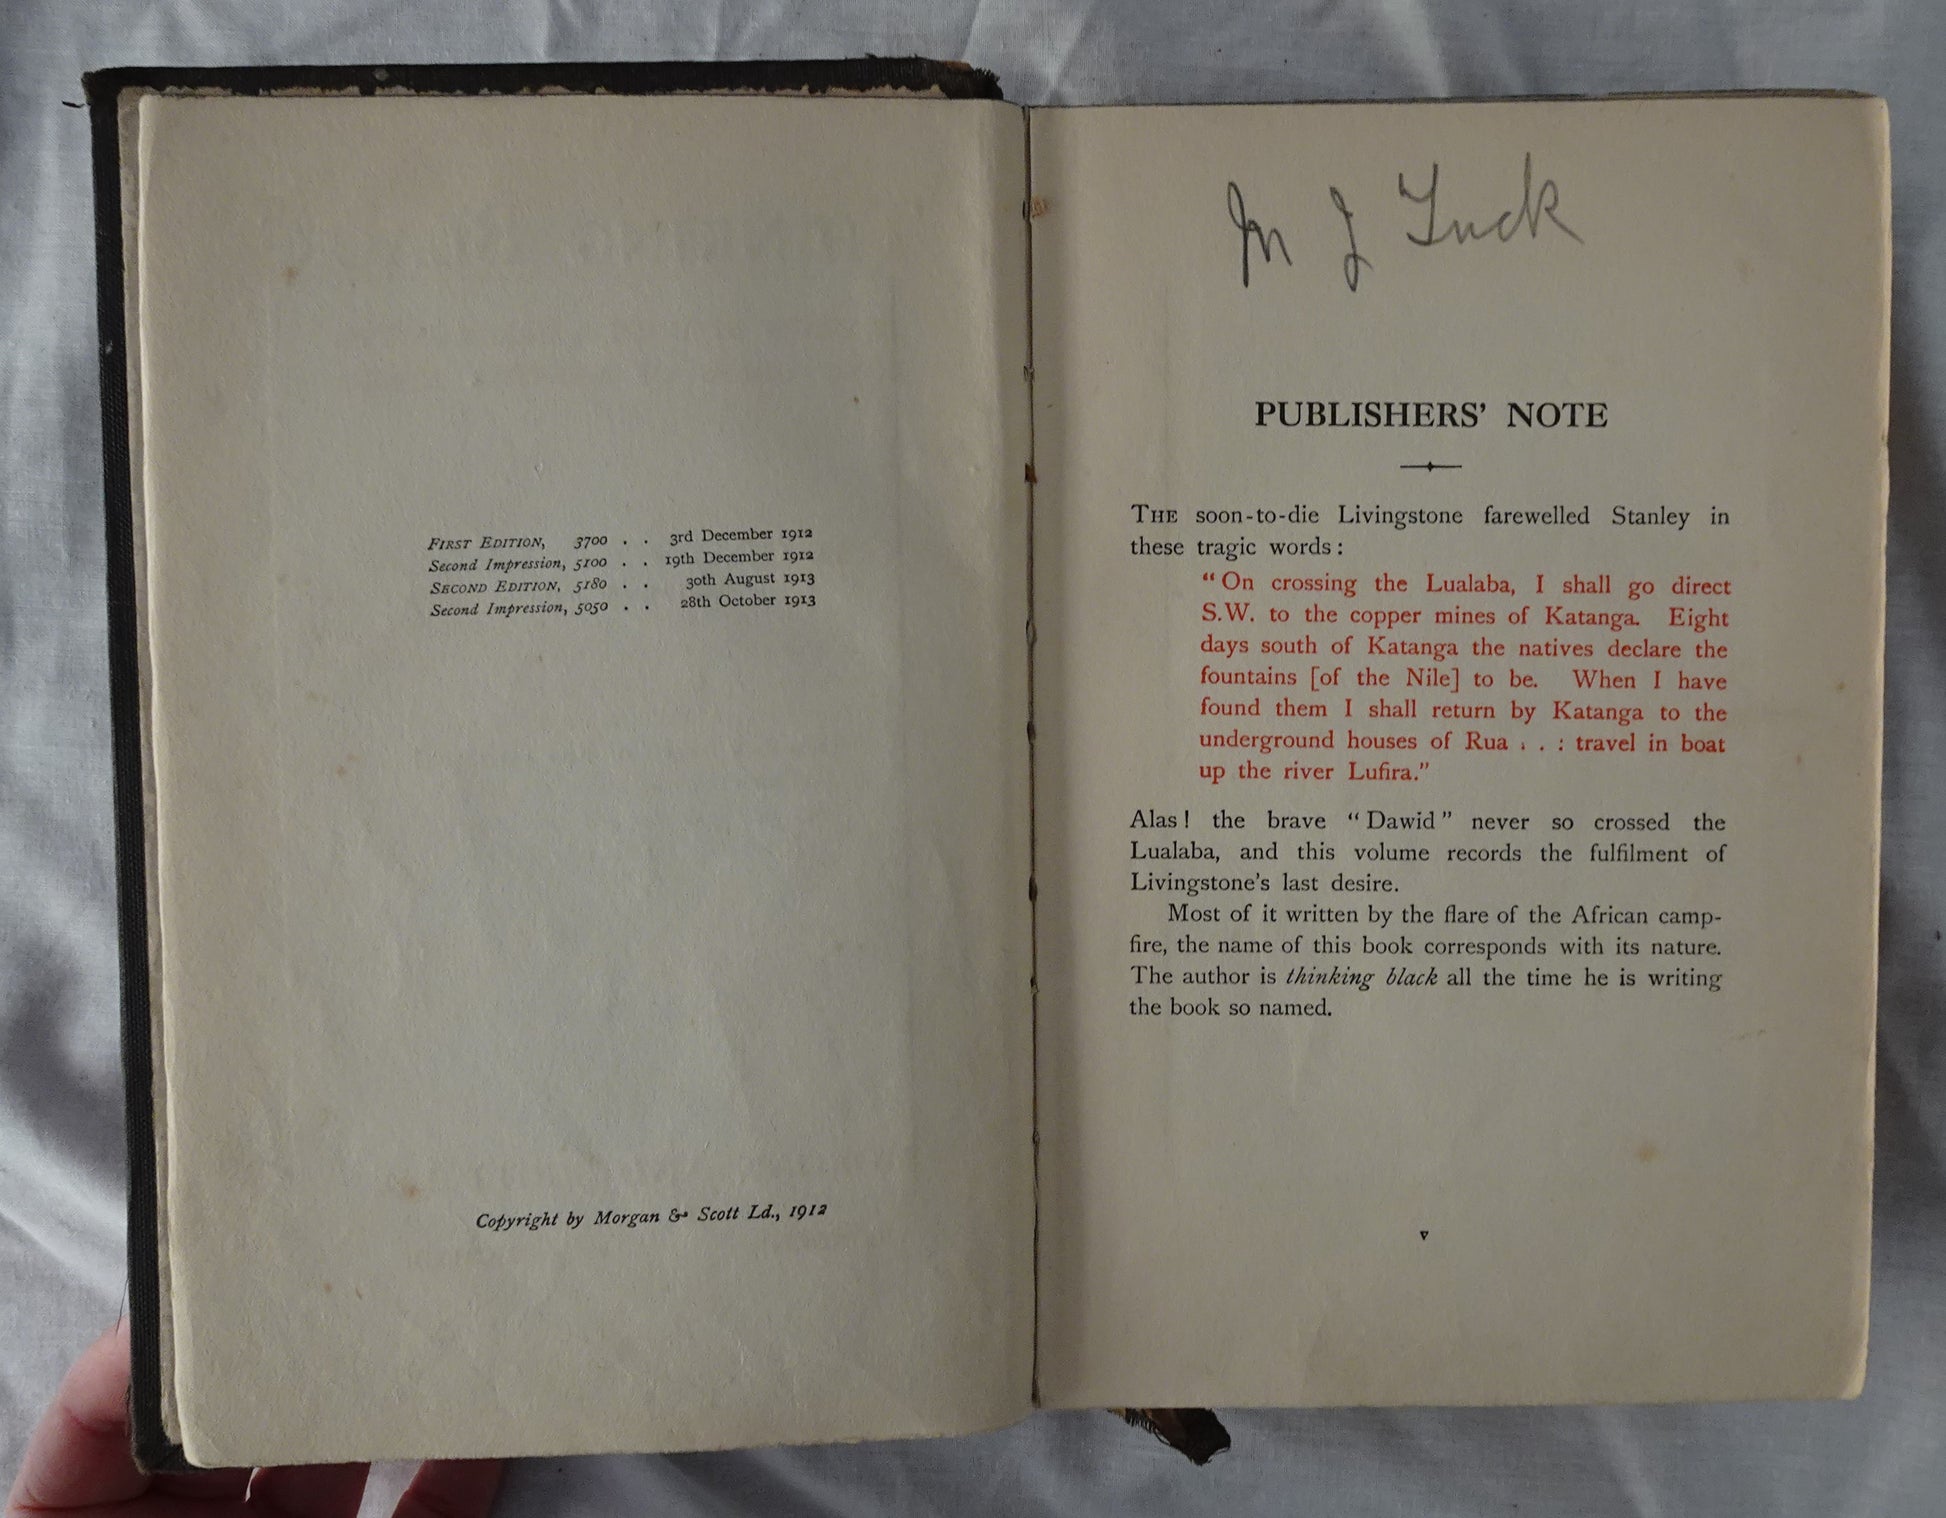 FIRST EDITION, 3700 . . 3rd December 1912
Second Impression, 5100 . . 19th December 1912
SECOND EDITION, 5180 . . 30th August 1913
Second Impression, 5050 . . 28th October 1913
Copyright by Morgan & Scott Ld., 1912
M J Tuck
PUBLISHERS' NOTE
THE soon-to-die Livingstone farewelled Stanley in
these tragic words:
"On crossing the Lualaba, I shall go direct
S.W. to the copper mines of Katanga. Eight
days south of Katanga the natives declare the
fountains [of the Nile] to be. When I have
found them I shall return by Katanga to the
underground houses of Rua . . : travel in boat
up the river Lufira."
Alas! the brave "Dawid" never so crossed the
Lualaba, and this volume records the fulfilment of
Livingstone's last desire.
Most of it written by the flare of the African camp-
fire, the name of this book corresponds with its nature.
The author is thinking black all the time he is writing
the book so named.
v